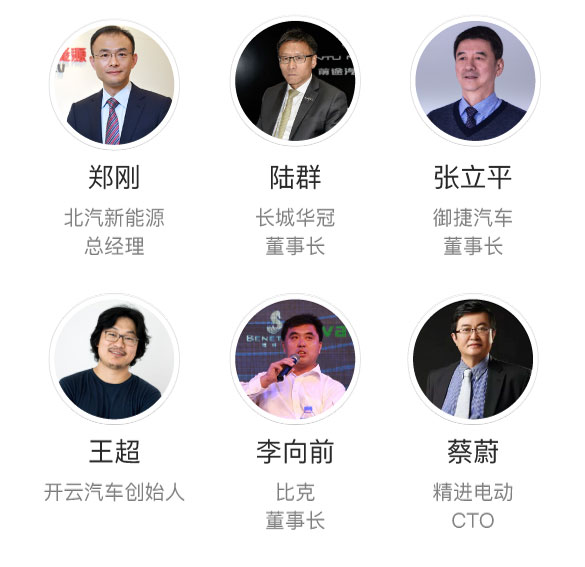 郑刚
陆群
张立平
北汽新能源
总经理
长城华冠
董事长
御捷汽车
董事长
王超
李向前
蔡蔚
开云汽车创始人
比克
董事长
精进电动
CTO